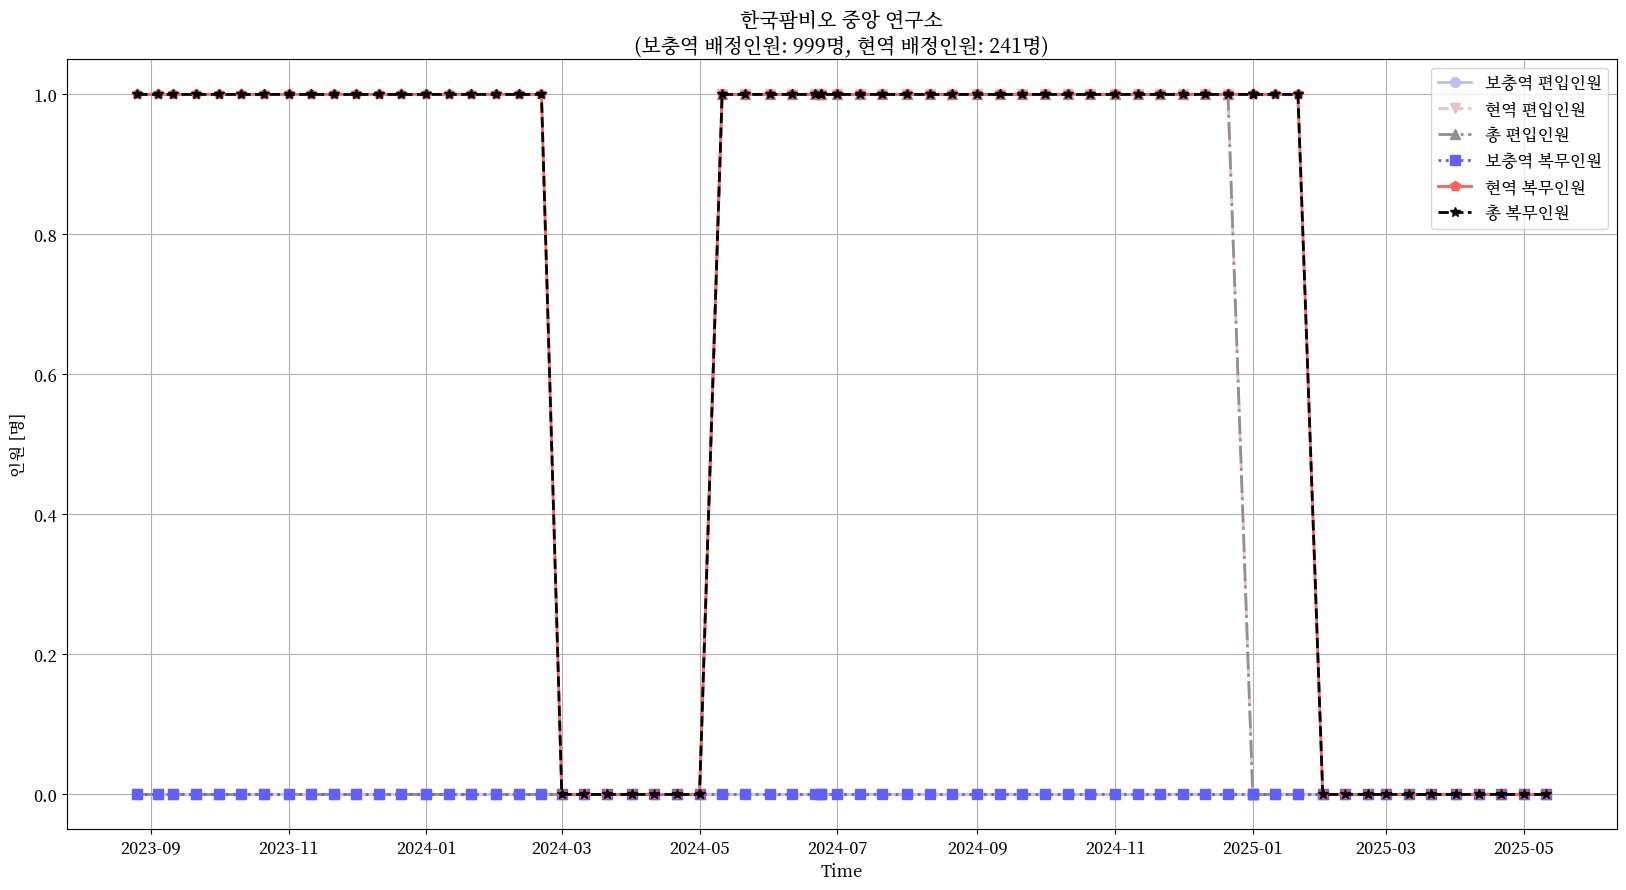 한국팜비오 중앙 연구소
(보충역 배정인원: 999명, 현역 배정인원: 241명)
보충역 편입인원
현역 편입인원
총 편입인원
보충역 복무인원
현역 복무인원
총 복무인원
1.0
0.8
0.6
0.4
0.2
0.0
인원 [명]
2023-09 2023-11 2024-01 2024-03 2024-05 2024-07 2024-09 2024-11 2025-01 2025-03 2025-05
Time